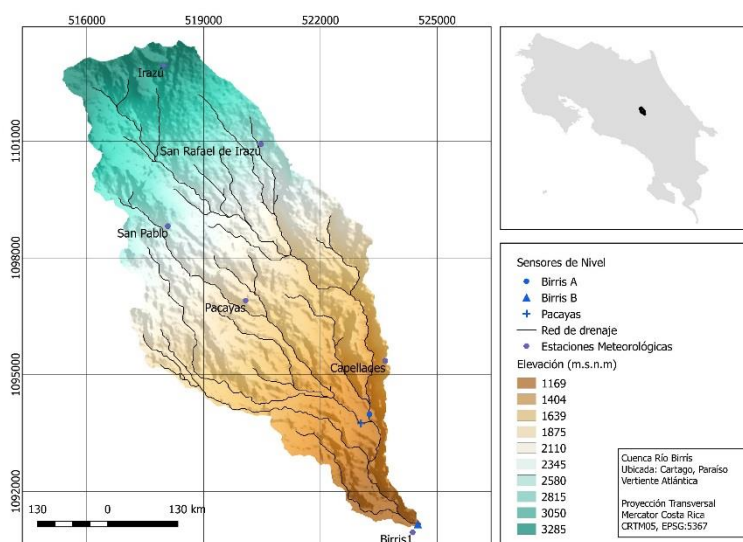 516000 519000 522000 525000
1101000
1098000
1095000
1092000
Irazú
San Rafael de Irazú
San Pablo
Pacayas
Capellades
Birris1
130 0 130 km
Sensores de Nivel
Birris A
Birris B
Pacayas
Red de drenaje
Estaciones Meteorológicas
Elevación (m.s.n.m)
1169
1404
1639
1875
2110
2345
2580
2815
3050
3285
Cuenca Río Birrís
Ubicada: Cartago, Paraíso
Vertiente Atlántica
Proyección Transversal
Mercator Costa Rica
CRTM05, EPSG:5367